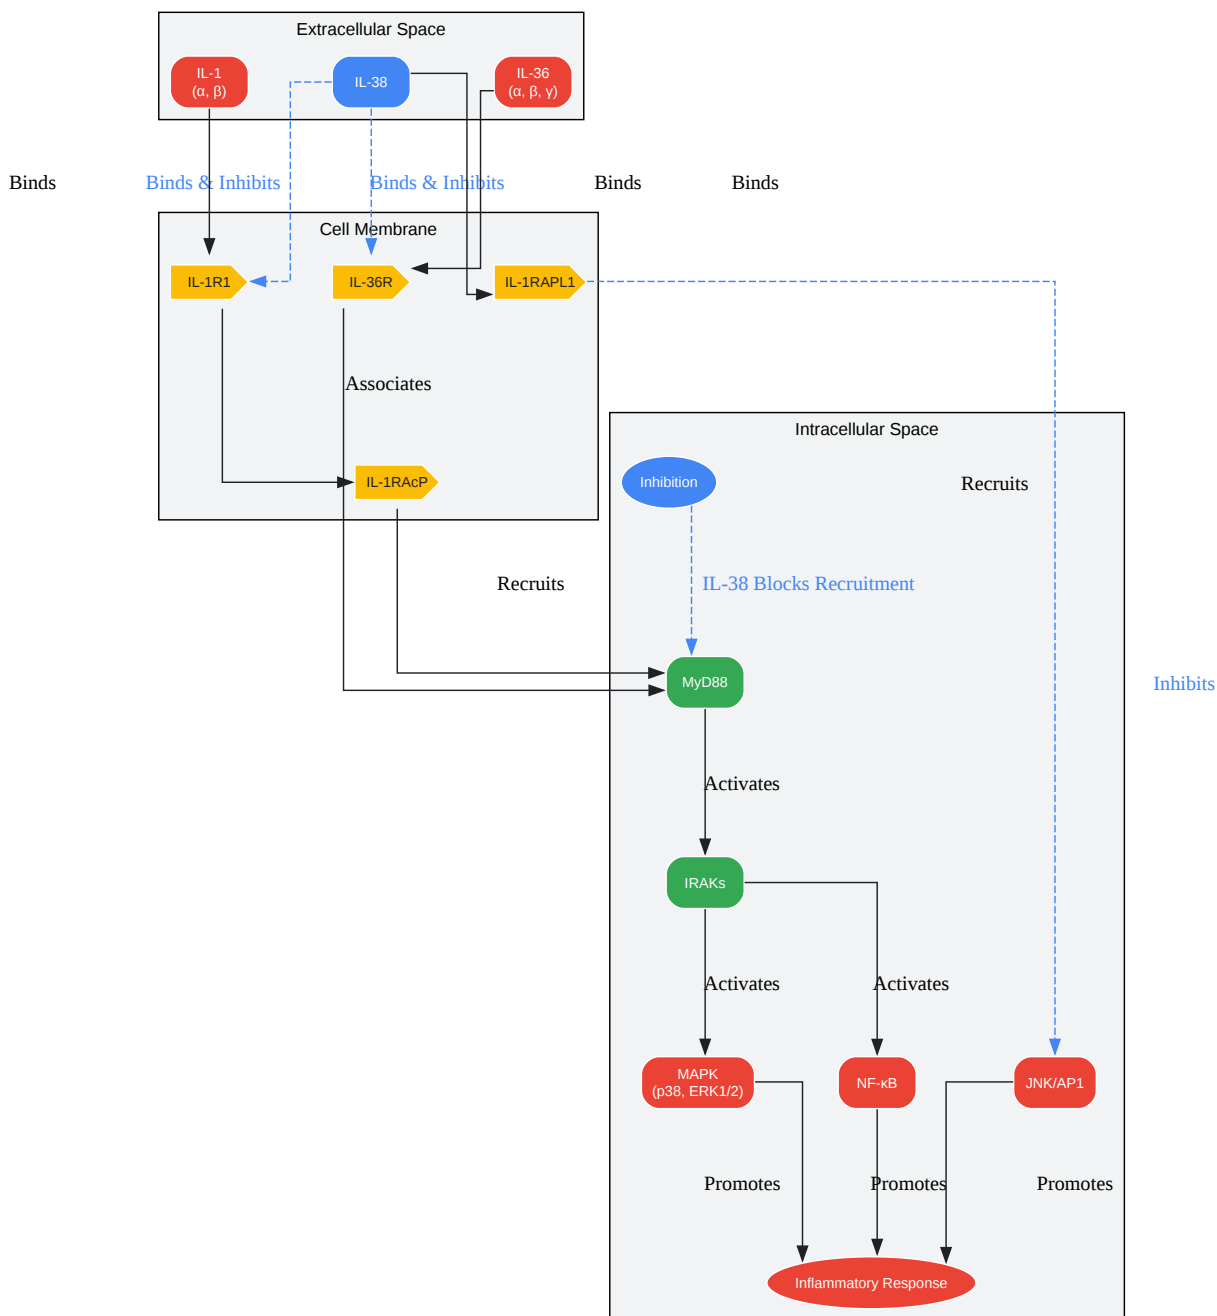 Extracellular Space
IL-1
(α, β)
IL-38
IL-36
(α, β, γ)
Binds
Binds & Inhibits
Binds & Inhibits
Binds
Binds
Cell Membrane
IL-1R1
IL-36R
IL-1RAPL1
Associates
Intracellular Space
IL-1RAcP
Inhibition
Recruits
Recruits
IL-38 Blocks Recruitment
MyD88
Inhibits
Activates
IRAKs
Activates
Activates
MAPK
(p38, ERK1/2)
NF-κB
JNK/AP1
Promotes
Promotes
Promotes
Inflammatory Response